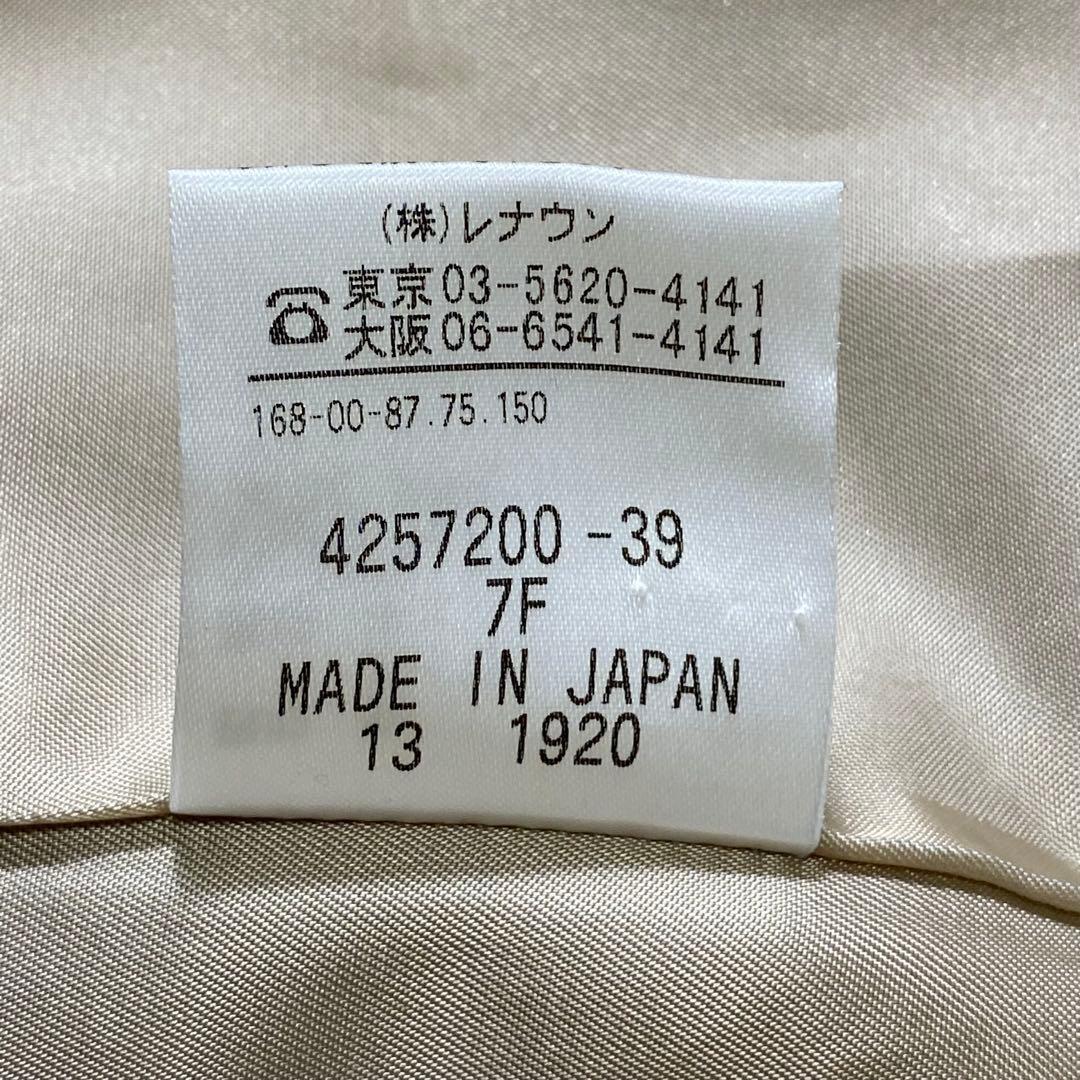 (株)レナウン
☎ 東京03-5620-4141
大阪06-6541-4141
168-00-87.75.150
4257200-39
7F
MADE IN JAPAN
13 1920